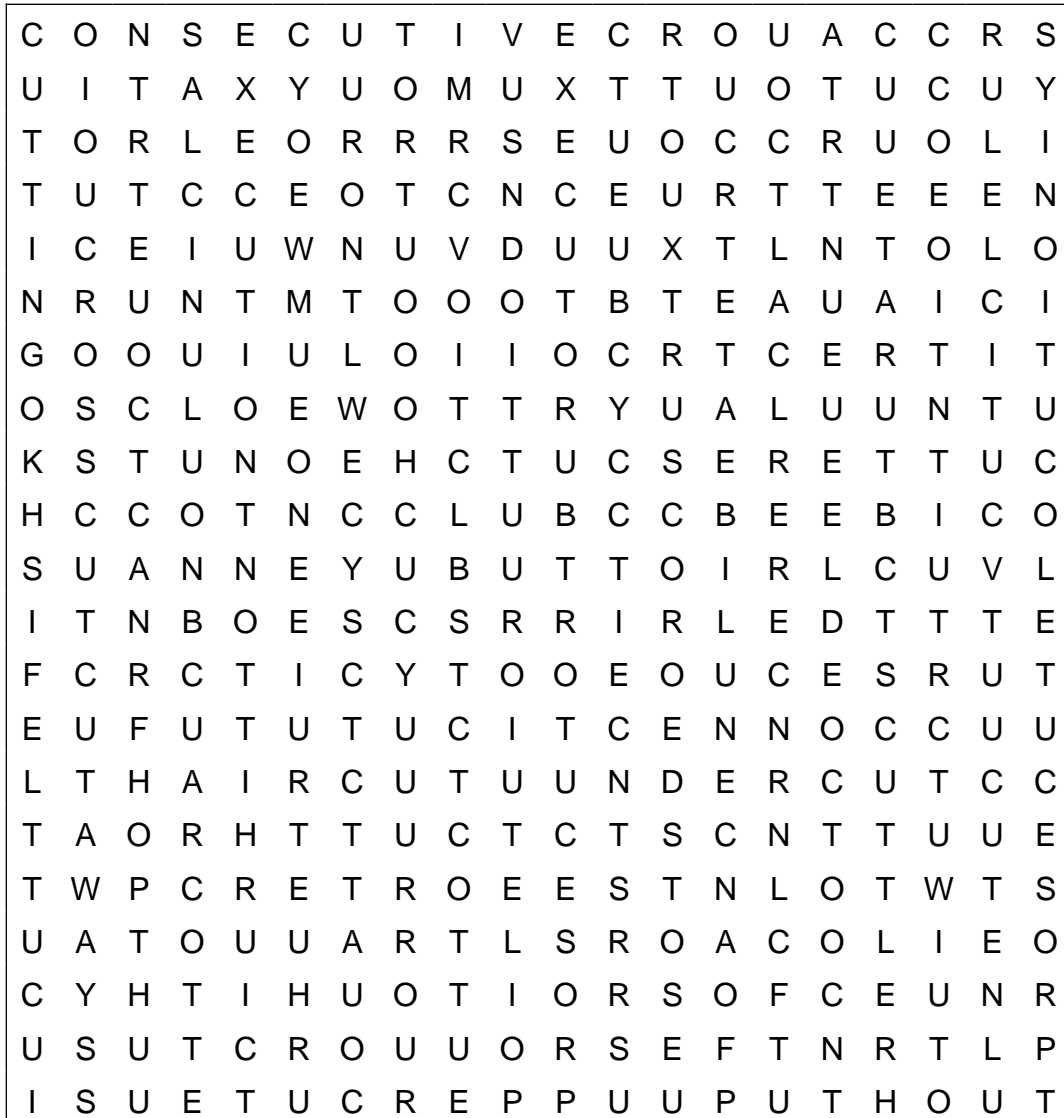 C O N S E C U T I V E C R O U A C C R S
U I T A X Y U O M U X T T U O T U C U Y
T O R L E O R R R S E U O C C R U O L I
T U T C C E O T C N C E U R T T E E E N
I C E I U W N U V D U U X T L N T O L O
N R U N T M T O O O T B T E A U A I C I
G O O U I U L O I I O C R T C E R T I T
O S C L O E W O T T R Y U A L U U N T U
K S T U N O E H C T U C S E R E T T U C
H C C O T N C C L U B C C B E E B I C O
S U A N N E Y U B U T T O I R L C U V L
I T N B O E S C S R R I R L E D T T T E
F C R C T I C Y T O O E O U C E S R U T
E U F U T U T U C I T C E N N O C C U U
L T H A I R C U T U U N D E R C U T C C
T A O R H T T U C T C T S C N T T U U E
T W P C R E T R O E E S T N L O T W T S
U A T O U U A R T L S R O A C O L I E O
C Y H T I H U O T I O R S O F C E U N R
U S U T C R O U U O R S E F T N R T L P
I S U E T U C R E P P U U P U T H O U T